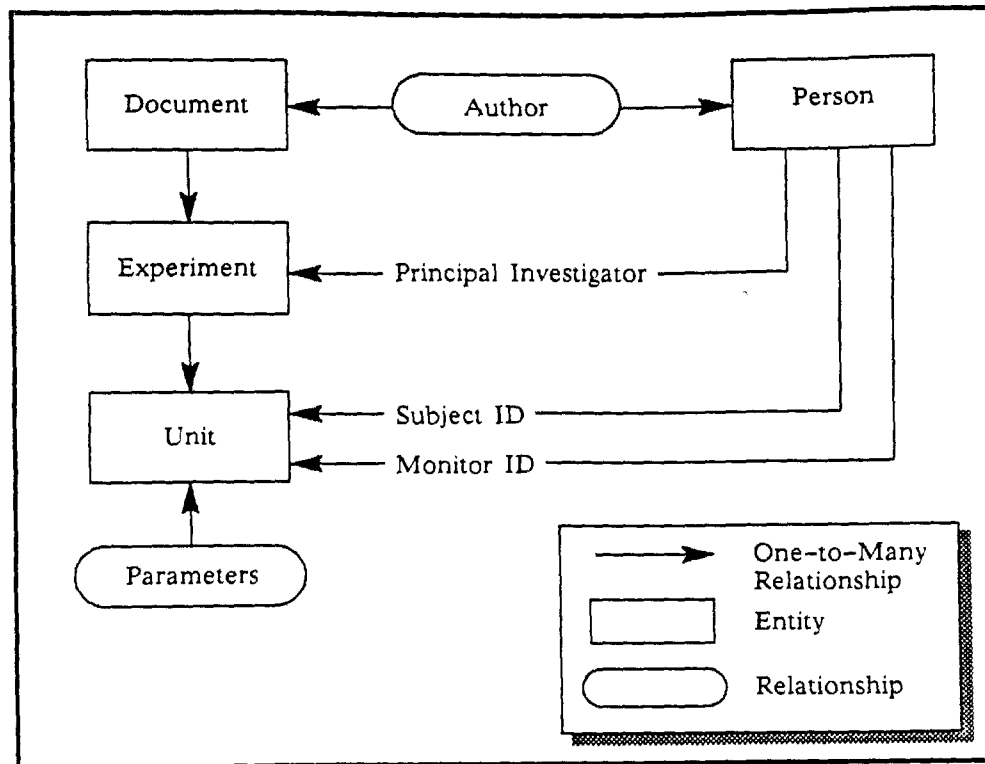 Document
Author
Person
Experiment
Principal Investigator
Unit
Subject ID
Monitor ID
Parameters
One-to-Many
Relationship
Entity
Relationship